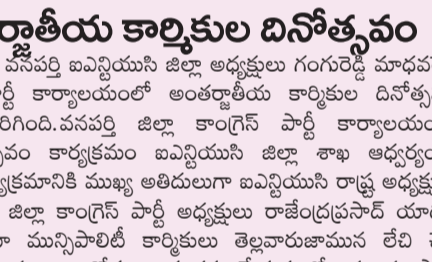 ర్జాతీయ కార్మికుల దినోత్సవం
వనపర్తి ఐఎన్టియుసి జిల్లా అధ్యక్షులు గంగురెడ్డి మాధవ
ర్టీ కార్యాలయంలో అంతర్జాతీయ కార్మికుల దినోత్స
రిగింది. వనపర్తి జిల్లా కాంగ్రెస్ పార్టీ కార్యాలయం
వం కార్యక్రమం ఐఎన్టియుసి జిల్లా శాఖ ఆధ్వర్యం
్యక్రమానికి ముఖ్య అతిదులుగా ఐఎన్టియుసి రాష్ట్ర అధ్యక్షు
జిల్లా కాంగ్రెస్ పార్టీ అధ్యక్షులు రాజేంద్రప్రసాద్ యా
మున్సిపాలిటీ కార్మికులు తెల్లవారుజామున లేచి